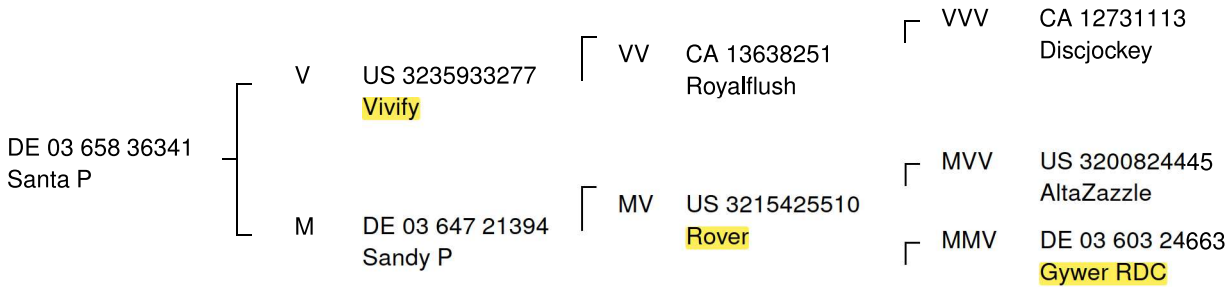 DE 03 658 36341
Santa P
V US 3235933277
Vivify
M DE 03 647 21394
Sandy P
VV CA 13638251
Royalflush
MV US 3215425510
Rover
VVV CA 12731113
Discjockey
MVV US 3200824445
AltaZazzle
MMV DE 03 603 24663
Gywer RDC